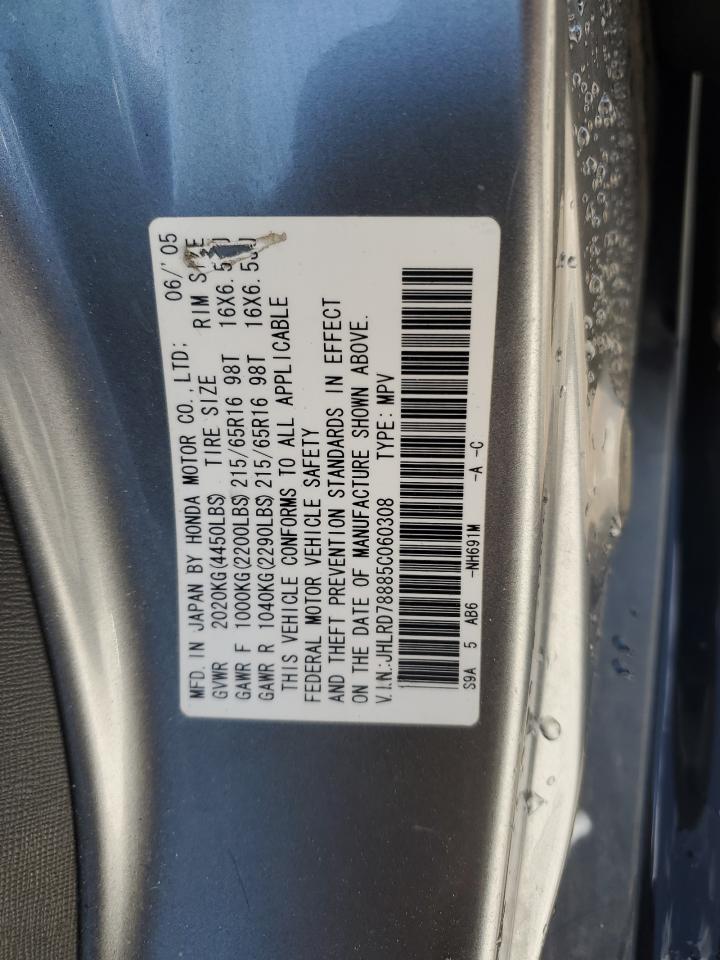 MFD. IN JAPAN BY HONDA MOTOR CO., LTD; 06/'05
GVWR 2020KG(4450LBS) TIRE SIZE RIM SIZE
GAWR F 1000KG(2200LBS) 215/65R16 98T 16X6.5JJ
GAWR R 1040KG(2290LBS) 215/65R16 98T 16X6.5JJ
THIS VEHICLE CONFORMS TO ALL APPLICABLE
FEDERAL MOTOR VEHICLE SAFETY
AND THEFT PREVENTION STANDARDS IN EFFECT
ON THE DATE OF MANUFACTURE SHOWN ABOVE.
V.I.N.:JHLRD78885C060308 TYPE: MPV
S9A 5 AB6 -NH691M -A -C